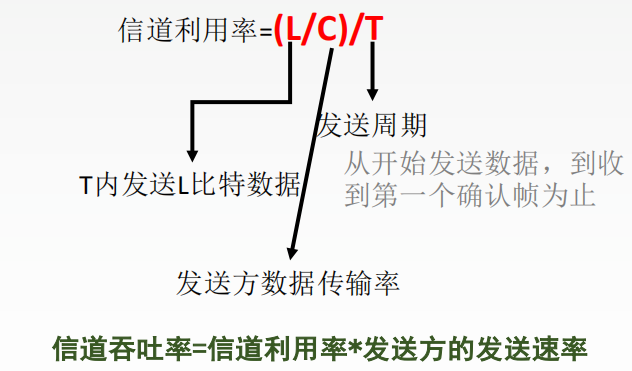 信道利用率=(L/C)/T
发送周期
从开始发送数据，到收
到第一个确认帧为止
T内发送L比特数据
发送方数据传输率
信道吞吐率=信道利用率*发送方的发送速率